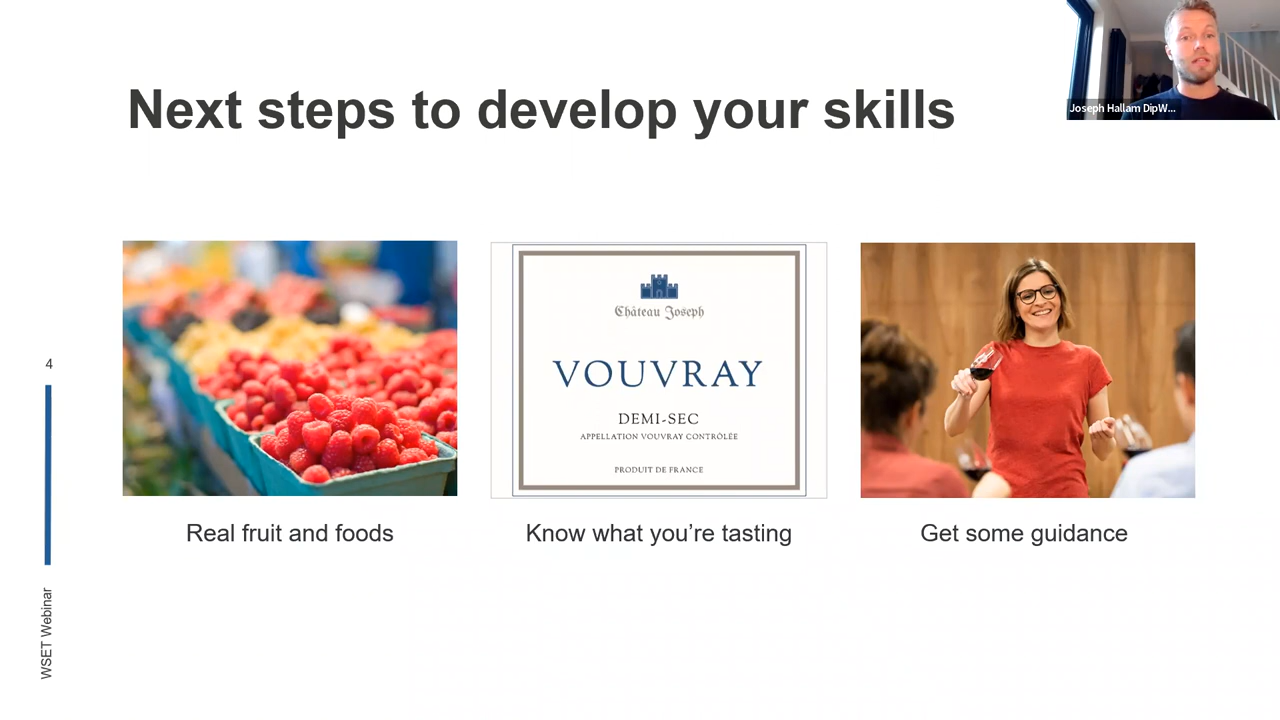 Next steps to develop your skills
Joseph Hallam DipW...
Château Joseph
VOUVRAY
DEMI-SEC
APPELLATION VOUVRAY CONTRÔLÉE
PRODUIT DE FRANCE
Real fruit and foods
Know what you’re tasting
Get some guidance
4
WSET Webinar